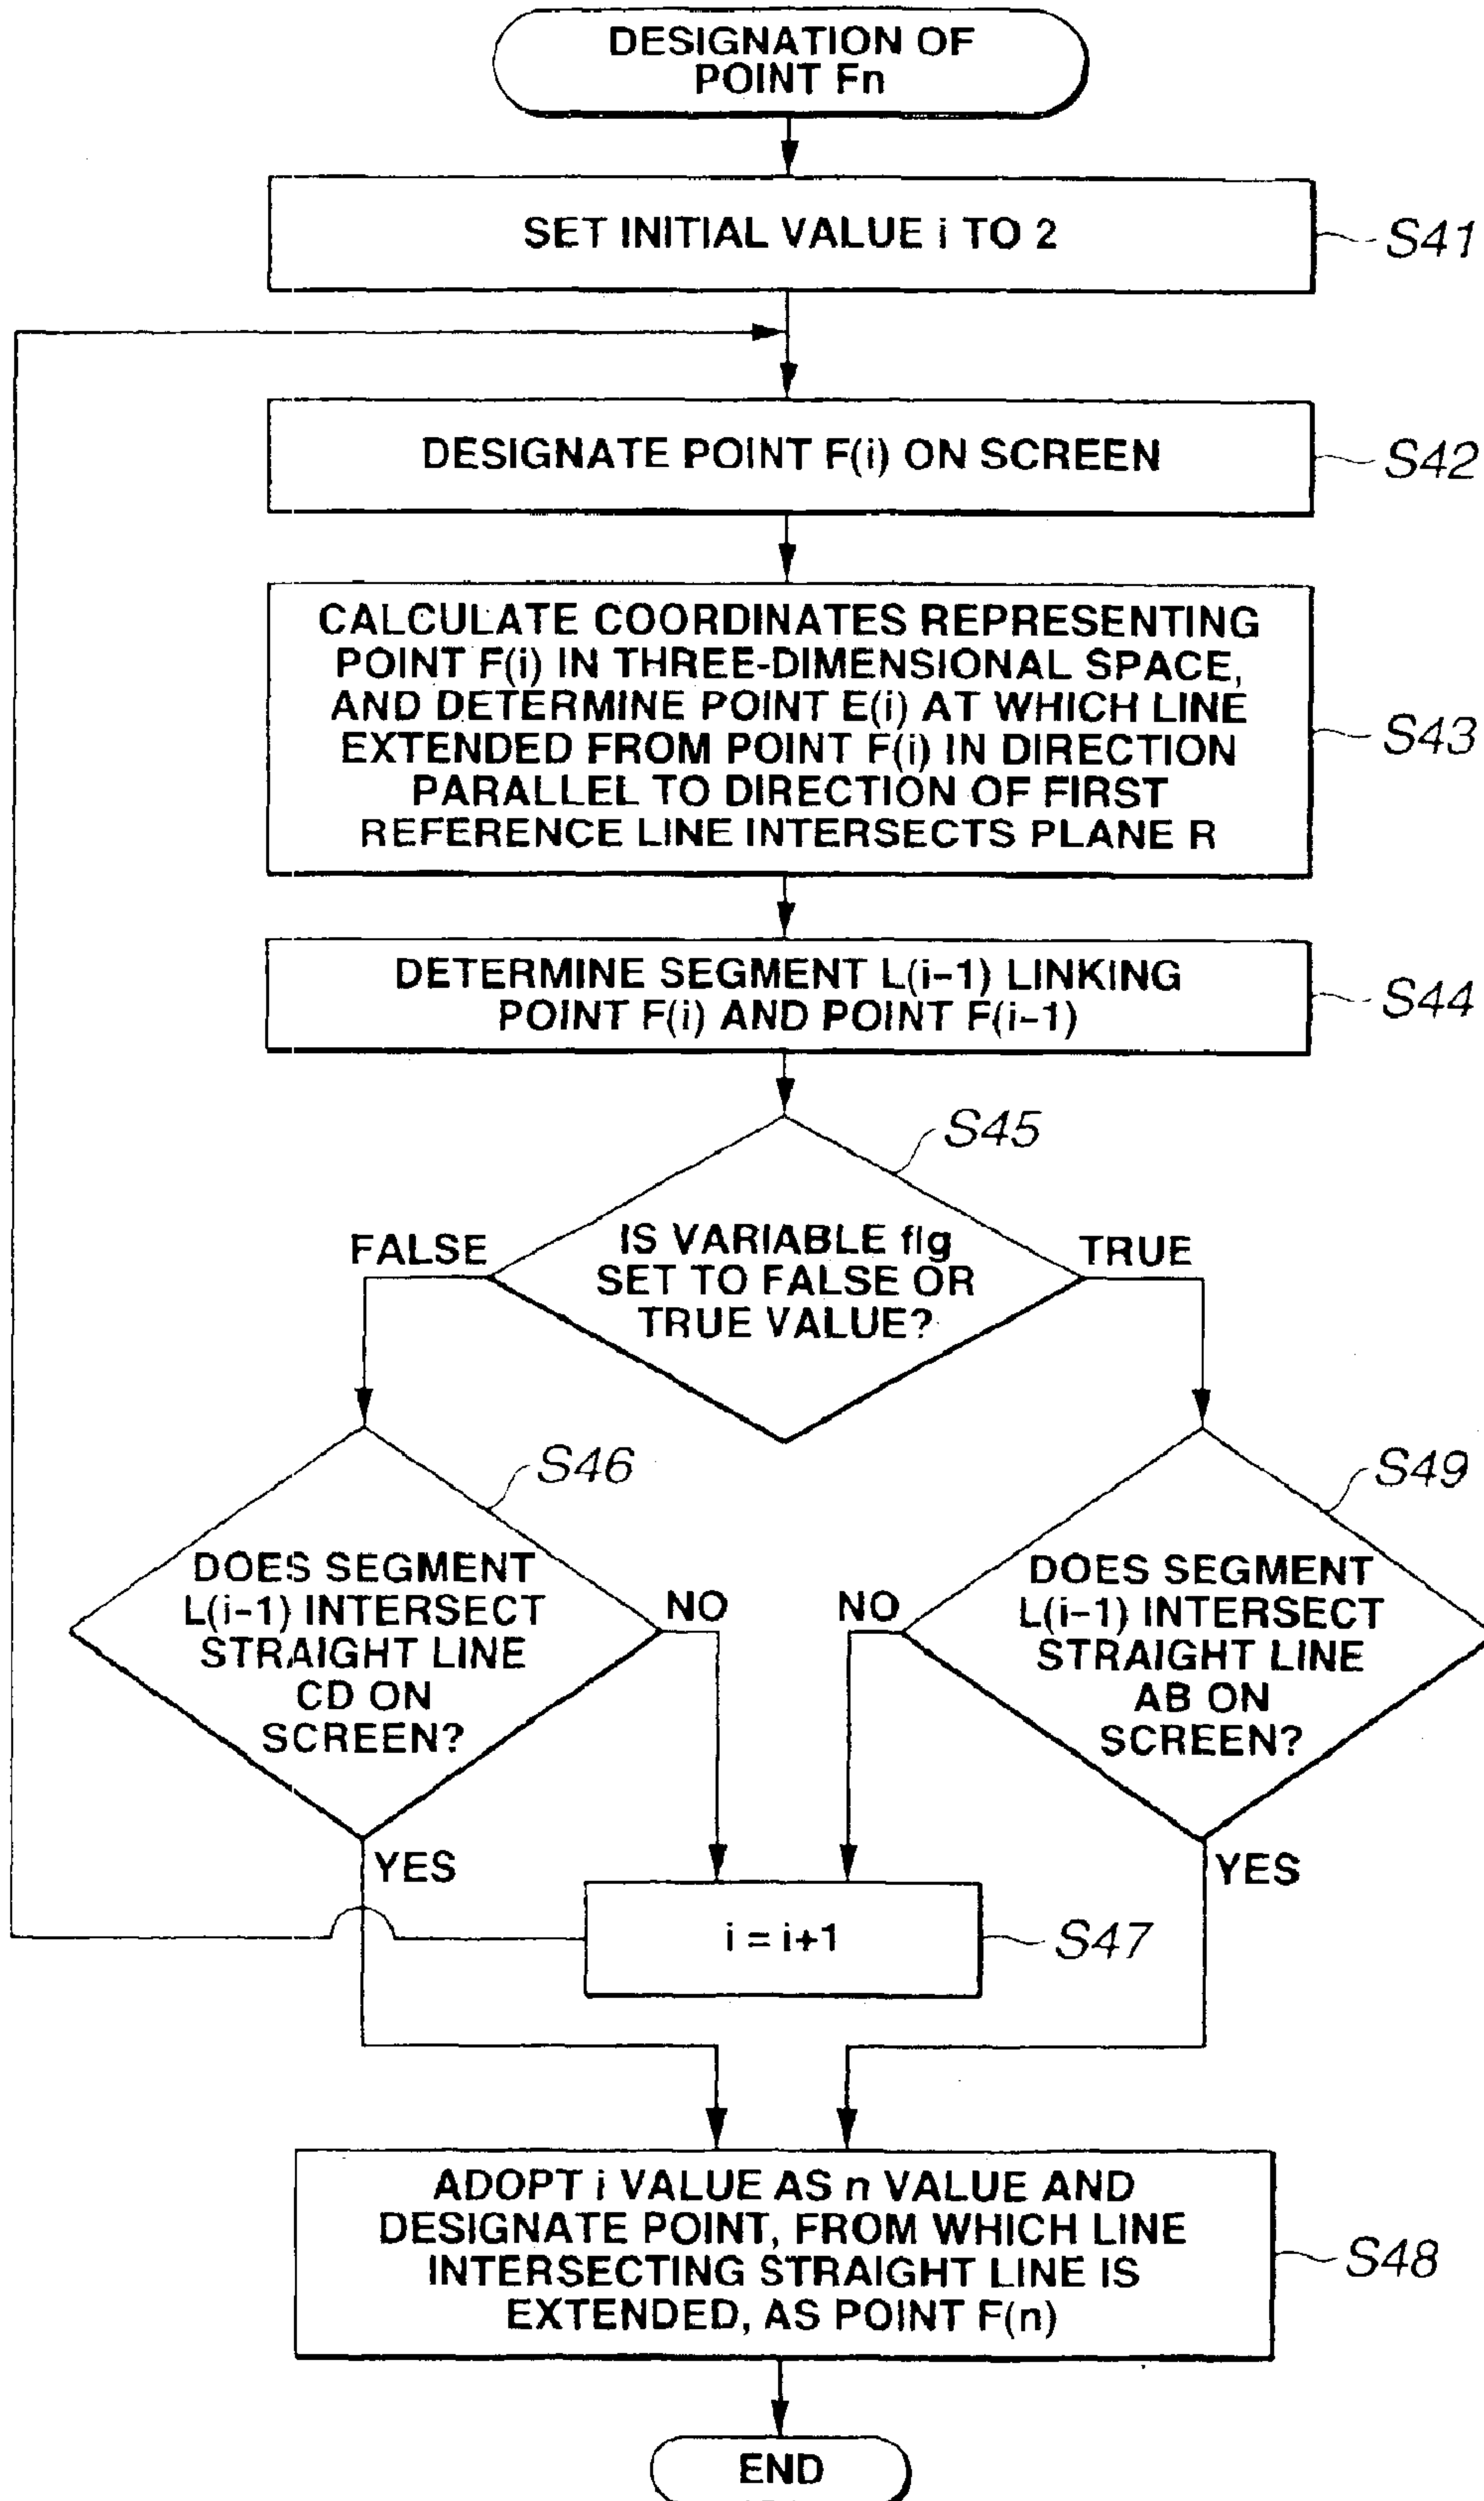 DESIGNATION OF
POINT Fn
SET INITIAL VALUE i TO 2
S41
DESIGNATE POINT F(i) ON SCREEN
S42
CALCULATE COORDINATES REPRESENTING
POINT F(i) IN THREE-DIMENSIONAL SPACE,
AND DETERMINE POINT E(i) AT WHICH LINE
EXTENDED FROM POINT F(i) IN DIRECTION
PARALLEL TO DIRECTION OF FIRST
REFERENCE LINE INTERSECTS PLANE R
S43
DETERMINE SEGMENT L(i-1) LINKING
POINT F(i) AND POINT F(i-1)
S44
S45
IS VARIABLE flg
SET TO FALSE OR
TRUE VALUE?
FALSE
TRUE
S46
DOES SEGMENT
L(i-1) INTERSECT
STRAIGHT LINE
CD ON
SCREEN?
NO
YES
S49
DOES SEGMENT
L(i-1) INTERSECT
STRAIGHT LINE
AB ON
SCREEN?
NO
YES
i = i+1
S47
ADOPT i VALUE AS n VALUE AND
DESIGNATE POINT, FROM WHICH LINE
INTERSECTING STRAIGHT LINE IS
EXTENDED, AS POINT F(n)
S48
END